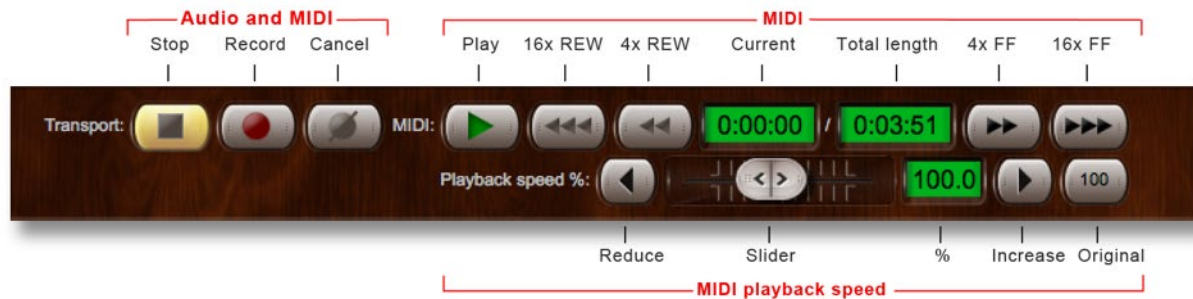 Audio and MIDI MIDI
Stop Record Cancel Play 16x REW 4x REW Current Total length 4x FF 16x FF
Transport: MIDI: 0:00:00 / 0:03:51
Playback speed %: 100.0 100
Reduce Slider % Increase Original
MIDI playback speed